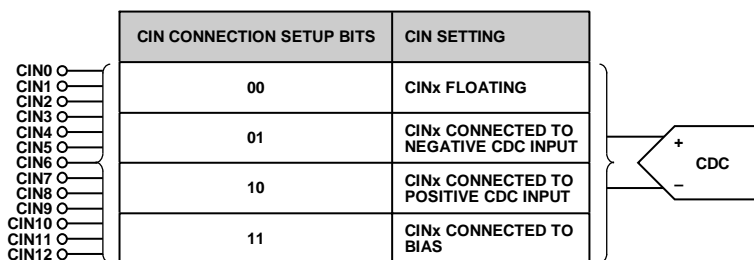 CIN CONNECTION SETUP BITS
CIN SETTING
CIN0
CIN1
CIN2
CIN3
CIN4
CIN5
CIN6
CIN7
CIN8
CIN9
CIN10
CIN11
CIN12
00
CINx FLOATING
01
CINx CONNECTED TO
NEGATIVE CDC INPUT
10
CINx CONNECTED TO
POSITIVE CDC INPUT
11
CINx CONNECTED TO
BIAS
+
–
CDC